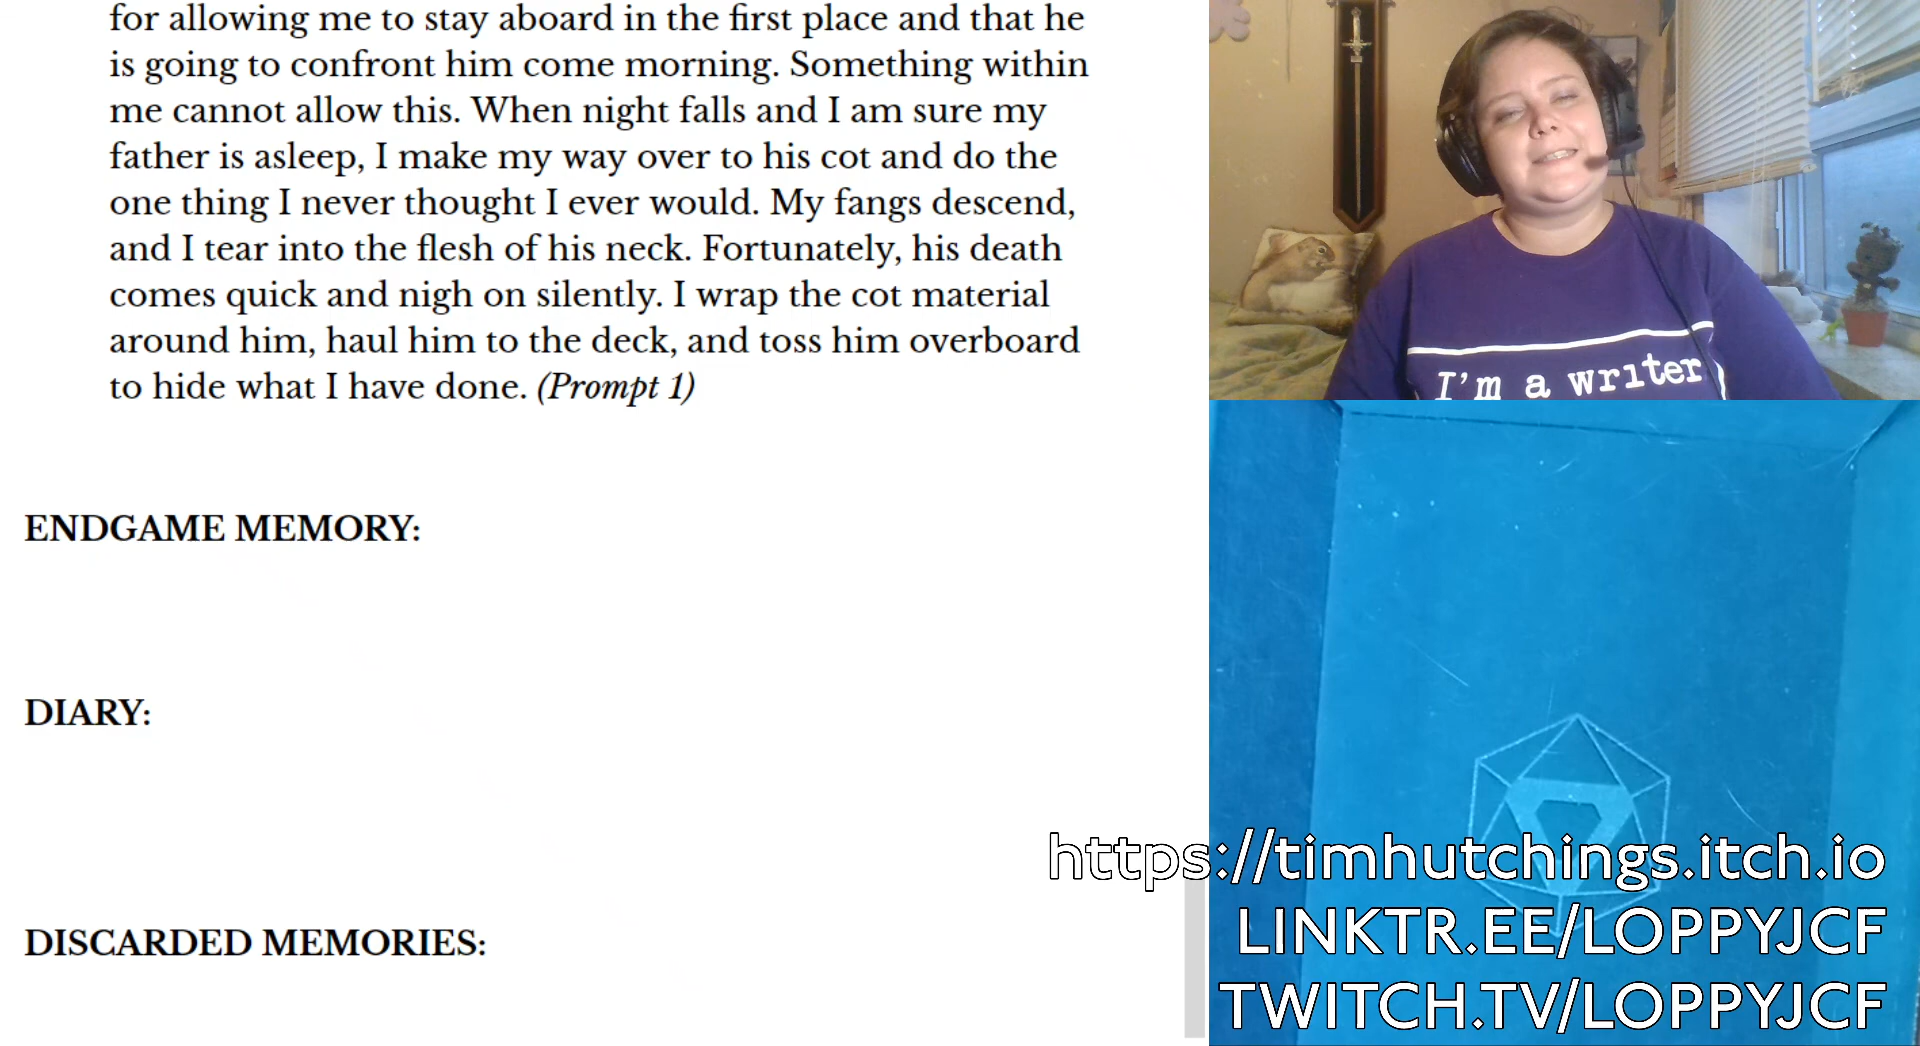 for allowing me to stay aboard in the first place and that he
is going to confront him come morning. Something within
me cannot allow this. When night falls and I am sure my
father is asleep, I make my way over to his cot and do the
one thing I never thought I ever would. My fangs descend,
and I tear into the flesh of his neck. Fortunately, his death
comes quick and nigh on silently. I wrap the cot material
around him, haul him to the deck, and toss him overboard
to hide what I have done. (Prompt 1)
ENDGAME MEMORY:
DIARY:
DISCARDED MEMORIES:
I'm a writer
https://timhutchings.itch.io
LINKTR.EE/LOPPYJCF
TWITCH.TV/LOPPYJCF